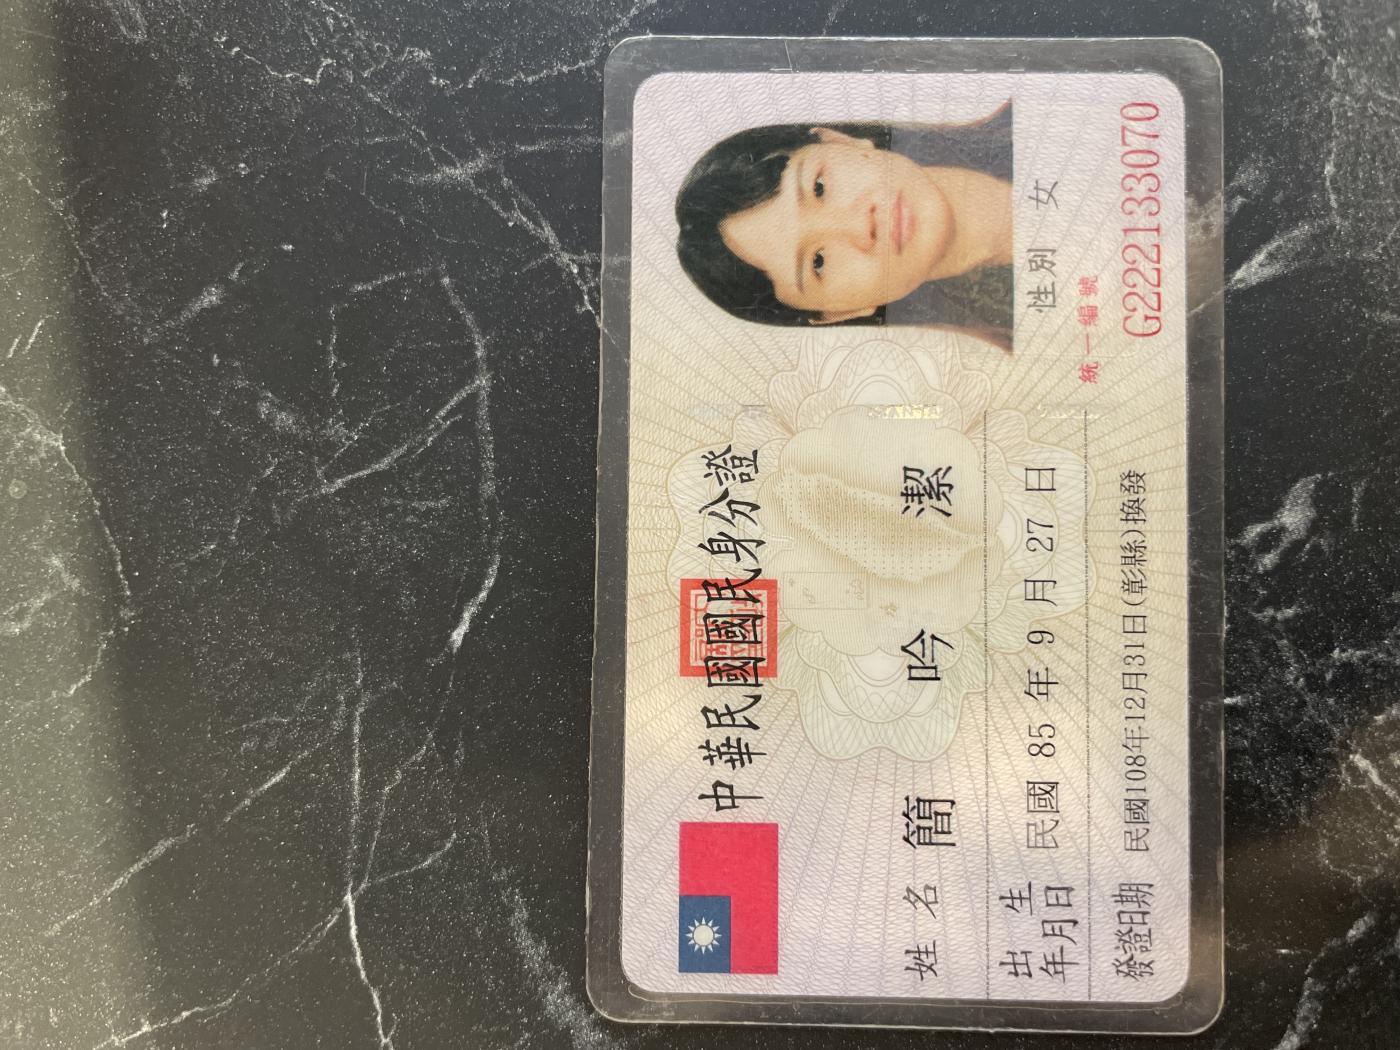 中華民國國民身分證
姓名 簡吟潔
出生年月日 民國 85 年 9 月 27 日
性別 女
發證日期 民國108年12月31日(彰縣)換發
統一編號
G222133070